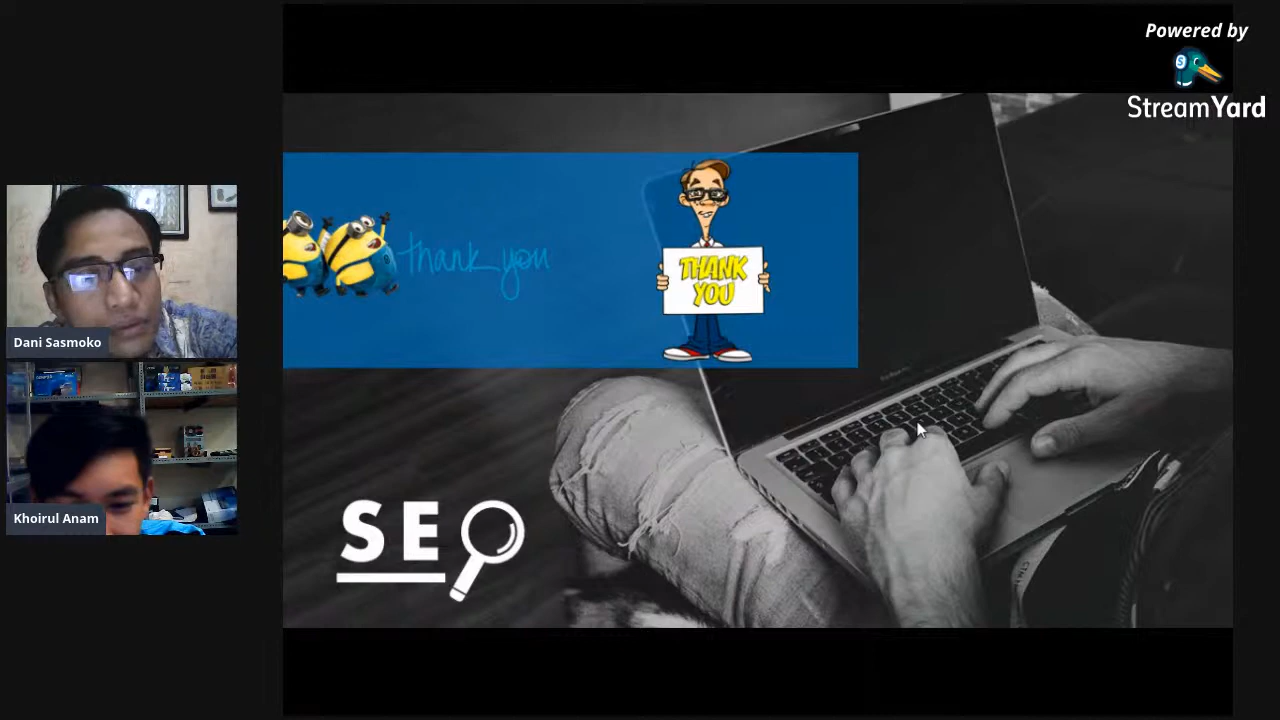 Powered by
StreamYard
thank you
THANK
YOU
Dani Sasmoko
Khoirul Anam
SEO